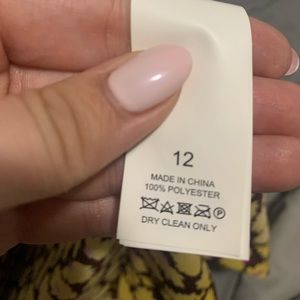 12
MADE IN CHINA
100% POLYESTER
P
DRY CLEAN ONLY